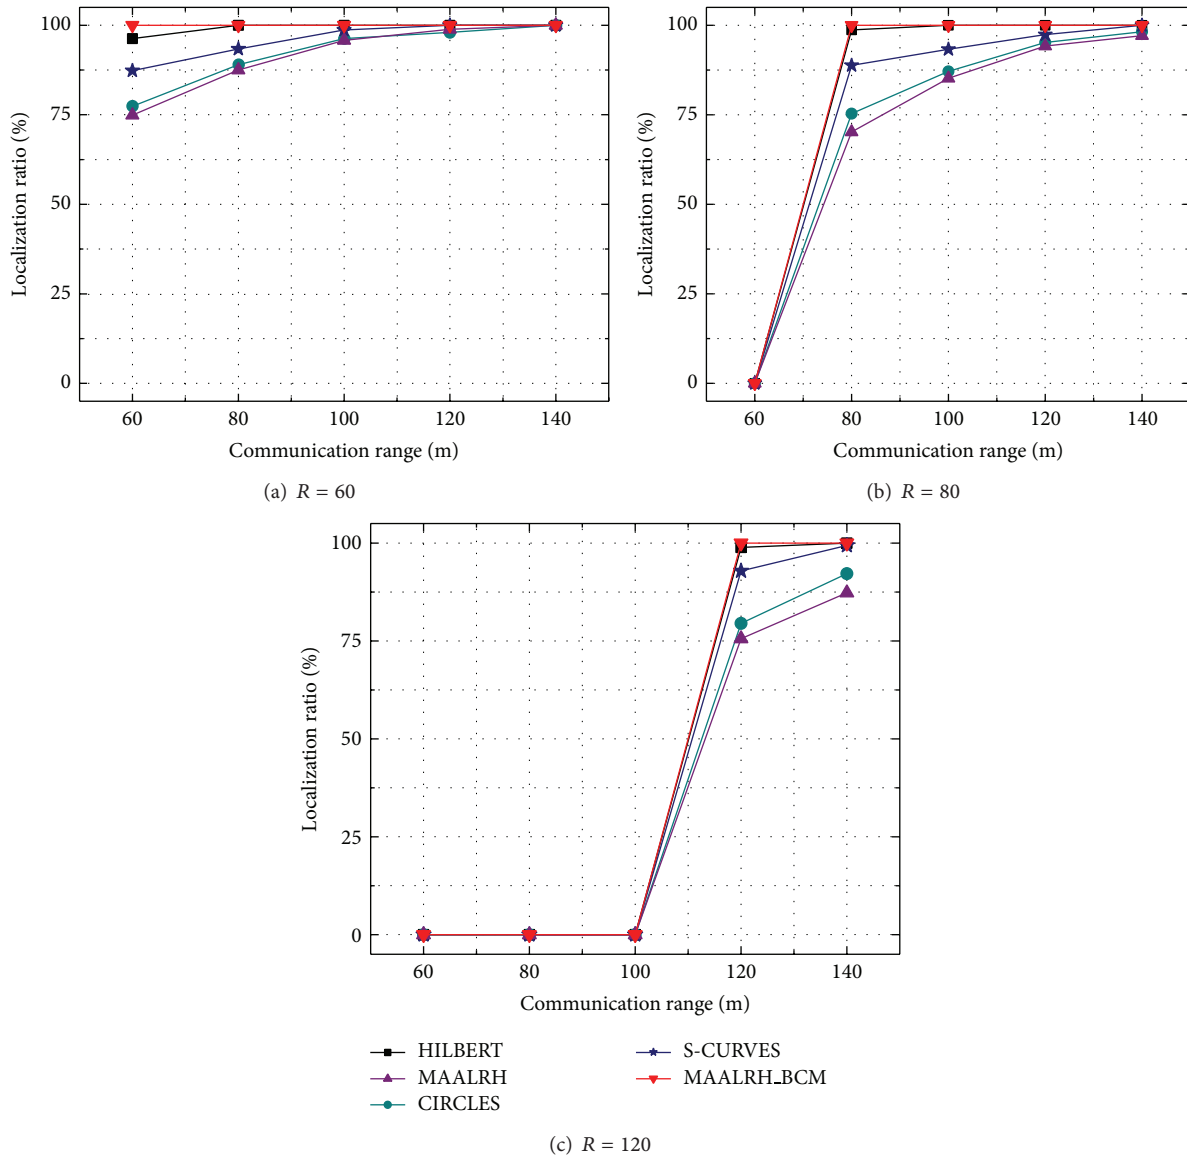 100
75
50
25
0
Localization ratio (%)
60 80 100 120 140
Communication range (m)
(a) R = 60
100
75
50
25
0
Localization ratio (%)
60 80 100 120 140
Communication range (m)
(b) R = 80
100
75
50
25
0
Localization ratio (%)
60 80 100 120 140
Communication range (m)
HILBERT
MAALRH
CIRCLES
S-CURVES
MAALRH_BCM
(c) R = 120